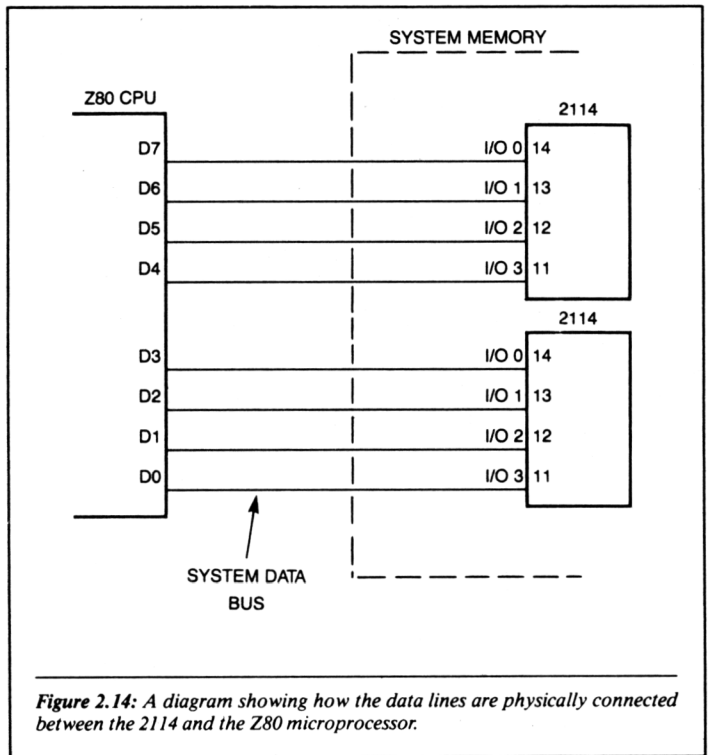 SYSTEM MEMORY
Z80 CPU
2114
D7 I/O 0 14
D6 I/O 1 13
D5 I/O 2 12
D4 I/O 3 11
2114
D3 I/O 0 14
D2 I/O 1 13
D1 I/O 2 12
D0 I/O 3 11
SYSTEM DATA
BUS
Figure 2.14: A diagram showing how the data lines are physically connected
between the 2114 and the Z80 microprocessor.